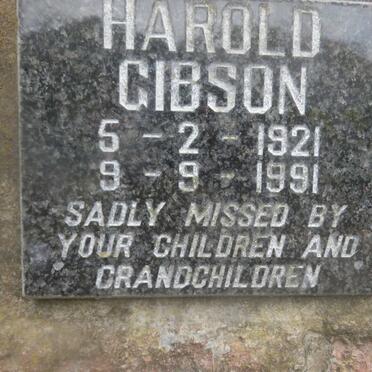 HAROLD
GIBSON
5 - 2 - 1921
9 - 9 - 1991
SADLY MISSED BY
YOUR CHILDREN AND
GRANDCHILDREN